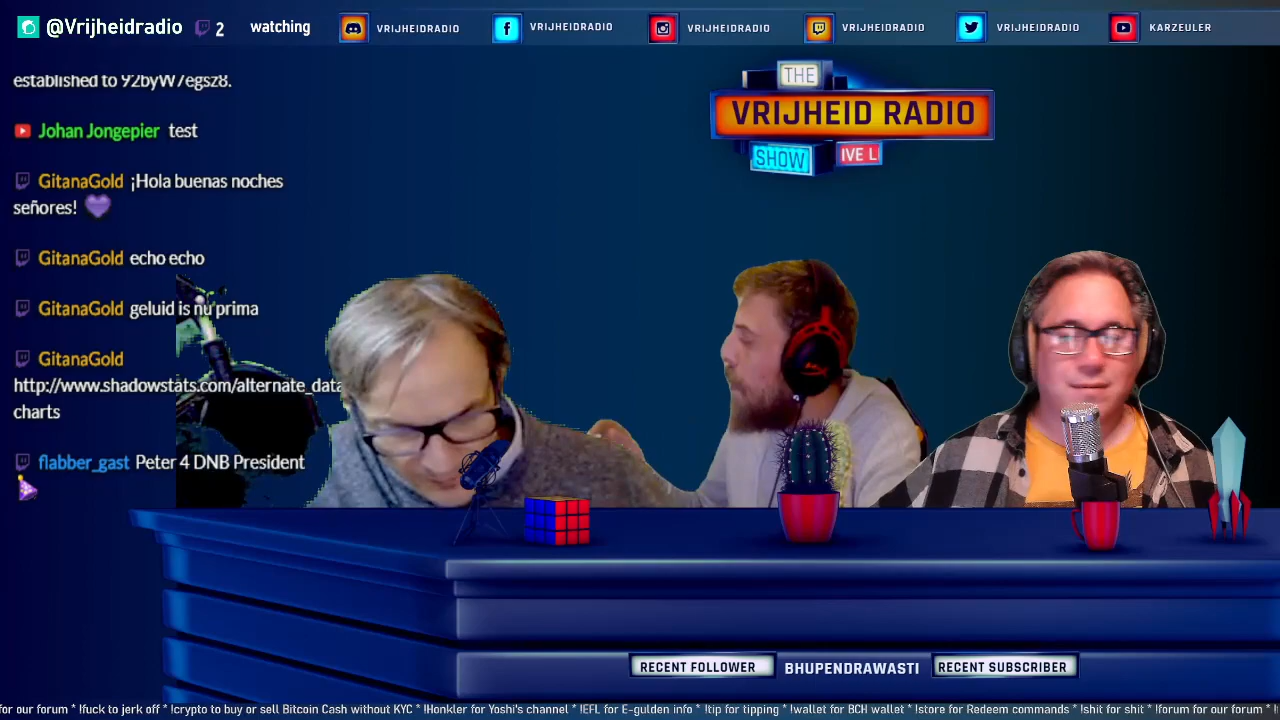 @Vrijheidradio 2 watching VRIJHEIDRADIO VRIJHEIDRADIO VRIJHEIDRADIO VRIJHEIDRADIO VRIJHEIDRADIO KARZEULER
established to 92byW7egsz8.
Johan Jongepier test
GitanaGold ¡Hola buenas noches
señores!
GitanaGold echo echo
GitanaGold geluid is nu prima
GitanaGold
http://www.shadowstats.com/alternate_data
charts
flabber_gast Peter 4 DNB President
THE
VRIJHEID RADIO
SHOW IVE L
RECENT FOLLOWER BHUPENDRAWASTI RECENT SUBSCRIBER
for our forum * !fuck to jerk off * !crypto to buy or sell Bitcoin Cash without KYC * !Honkler for Yoshi's channel * !EFL for E-gulden info * !tip for tipping * !wallet for BCH wallet * !store for Redeem commands * !shit for shit * !forum for our forum *